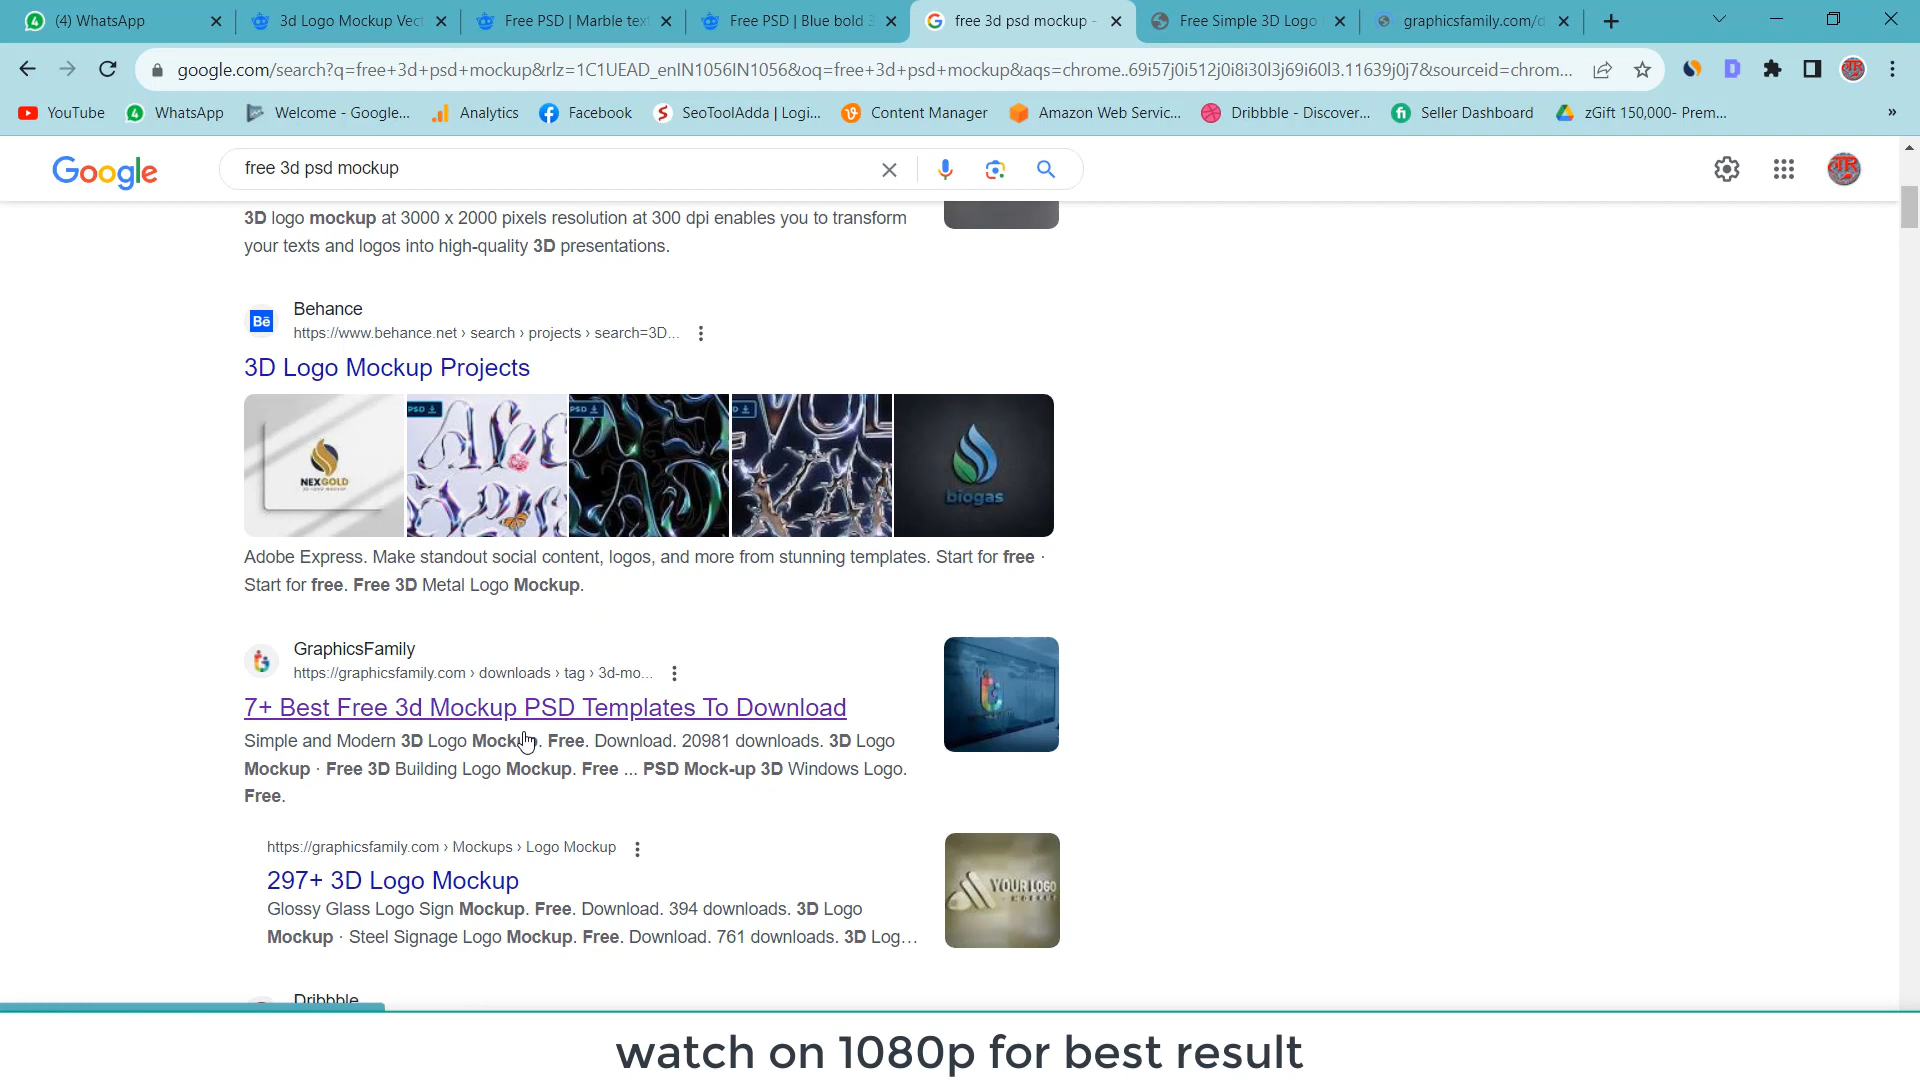 (4) WhatsApp
3d Logo Mockup Vect
Free PSD | Marble tex
Free PSD | Blue bold 3
free 3d psd mockup -
Free Simple 3D Logo
graphicsfamily.com/d
google.com/search?q=free+3d+psd+mockup&rlz=1C1UEAD_enIN1056IN1056&oq=free+3d+psd+mockup&aqs=chrome..69i57j0i512j0i8i30l3j69i60l3.11639j0j7&sourceid=chrom...
YouTube
WhatsApp
Welcome - Google...
Analytics
Facebook
SeoToolAdda | Logi...
Content Manager
Amazon Web Servic...
Dribbble - Discover...
Seller Dashboard
zGift 150,000- Prem...
»
Google
free 3d psd mockup
3D logo mockup at 3000 x 2000 pixels resolution at 300 dpi enables you to transform
your texts and logos into high-quality 3D presentations.
Bē
Behance
https://www.behance.net › search › projects › search=3D...
3D Logo Mockup Projects
NEXGOLD
3D LOGO MOCKUP
PSD
PSD
D
biogas
Adobe Express. Make standout social content, logos, and more from stunning templates. Start for free ·
Start for free. Free 3D Metal Logo Mockup.
GraphicsFamily
https://graphicsfamily.com › downloads › tag › 3d-mo...
7+ Best Free 3d Mockup PSD Templates To Download
Simple and Modern 3D Logo Mockup. Free. Download. 20981 downloads. 3D Logo
Mockup · Free 3D Building Logo Mockup. Free ... PSD Mock-up 3D Windows Logo.
Free.
https://graphicsfamily.com › Mockups › Logo Mockup
297+ 3D Logo Mockup
Glossy Glass Logo Sign Mockup. Free. Download. 394 downloads. 3D Logo
Mockup · Steel Signage Logo Mockup. Free. Download. 761 downloads. 3D Log...
YOUR LOGO
MOCKUP
Dribbble
watch on 1080p for best result